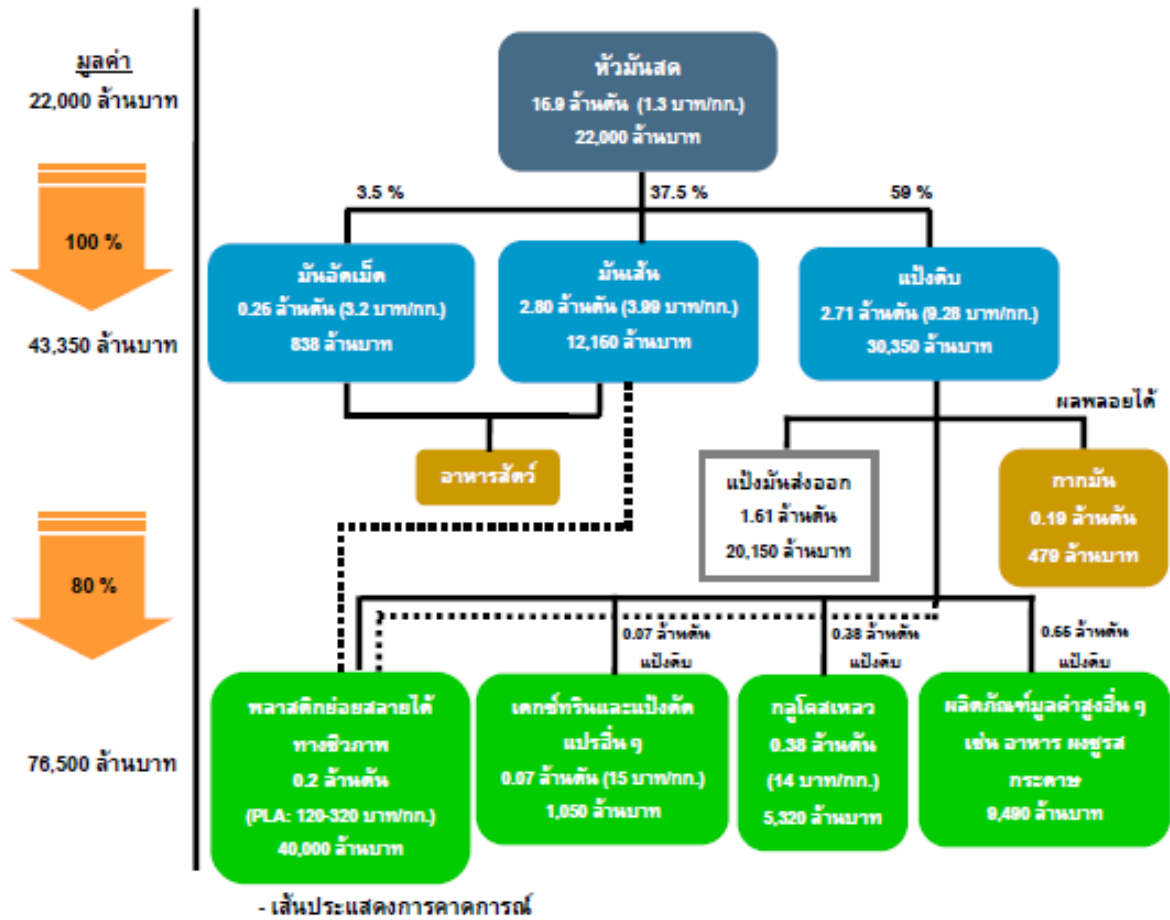 มูลค่า
22,000 ล้านบาท
หัวมันสด
16.9 ล้านตัน (1.3 บาท/กก.)
22,000 ล้านบาท
3.5 %
37.5 %
59 %
100 %
มันอัดเม็ด
0.26 ล้านตัน (3.2 บาท/กก.)
838 ล้านบาท
มันเส้น
2.80 ล้านตัน (3.99 บาท/กก.)
12,160 ล้านบาท
แป้งดิบ
2.71 ล้านตัน (9.28 บาท/กก.)
30,350 ล้านบาท
43,350 ล้านบาท
ผลพลอยได้
อาหารสัตว์
แป้งมันส่งออก
1.61 ล้านตัน
20,150 ล้านบาท
กากมัน
0.19 ล้านตัน
479 ล้านบาท
80 %
0.07 ล้านตัน
แป้งดิบ
0.38 ล้านตัน
แป้งดิบ
0.65 ล้านตัน
แป้งดิบ
พลาสติกย่อยสลายได้
ทางชีวภาพ
0.2 ล้านตัน
(PLA: 120-320 บาท/กก.)
40,000 ล้านบาท
เดกซ์ทรินและแป้งดัด
แปรอื่น ๆ
0.07 ล้านตัน (15 บาท/กก.)
1,050 ล้านบาท
กลูโคสเหลว
0.38 ล้านตัน
(14 บาท/กก.)
5,320 ล้านบาท
ผลิตภัณฑ์มูลค่าสูงอื่น ๆ
เช่น อาหาร ผงชูรส
กระดาษ
9,490 ล้านบาท
76,500 ล้านบาท
- เส้นประแสดงการคาดการณ์